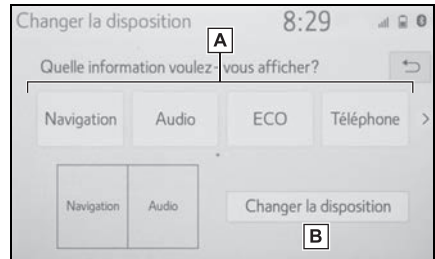 Changer la disposition 8:29
A
Quelle information voulez-vous afficher?
Navigation Audio ECO Téléphone >
Navigation Audio Changer la disposition
B